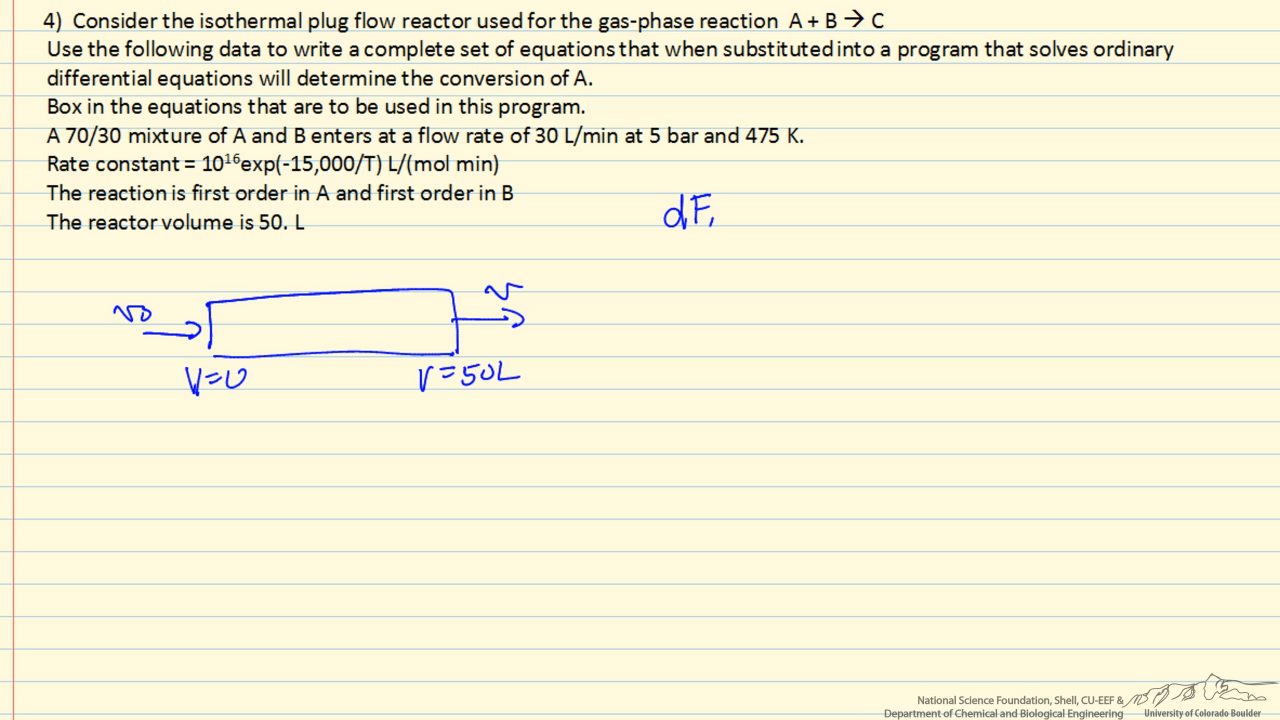 4) Consider the isothermal plug flow reactor used for the gas-phase reaction A + B → C
Use the following data to write a complete set of equations that when substituted into a program that solves ordinary
differential equations will determine the conversion of A.
Box in the equations that are to be used in this program.
A 70/30 mixture of A and B enters at a flow rate of 30 L/min at 5 bar and 475 K.
Rate constant = 10¹⁶exp(-15,000/T) L/(mol min)
The reaction is first order in A and first order in B
The reactor volume is 50. L
dF,
v0
v
V=0
V=50L
National Science Foundation, Shell, CU-EEF &
Department of Chemical and Biological Engineering
University of Colorado Boulder